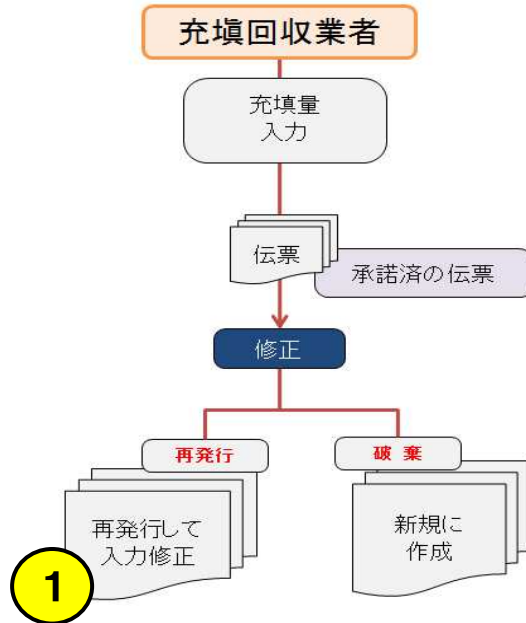 充塡回収業者
充填量
入力
伝票
承諾済の伝票
修正
再発行
破 棄
再発行して
入力修正
新規に
作成
1